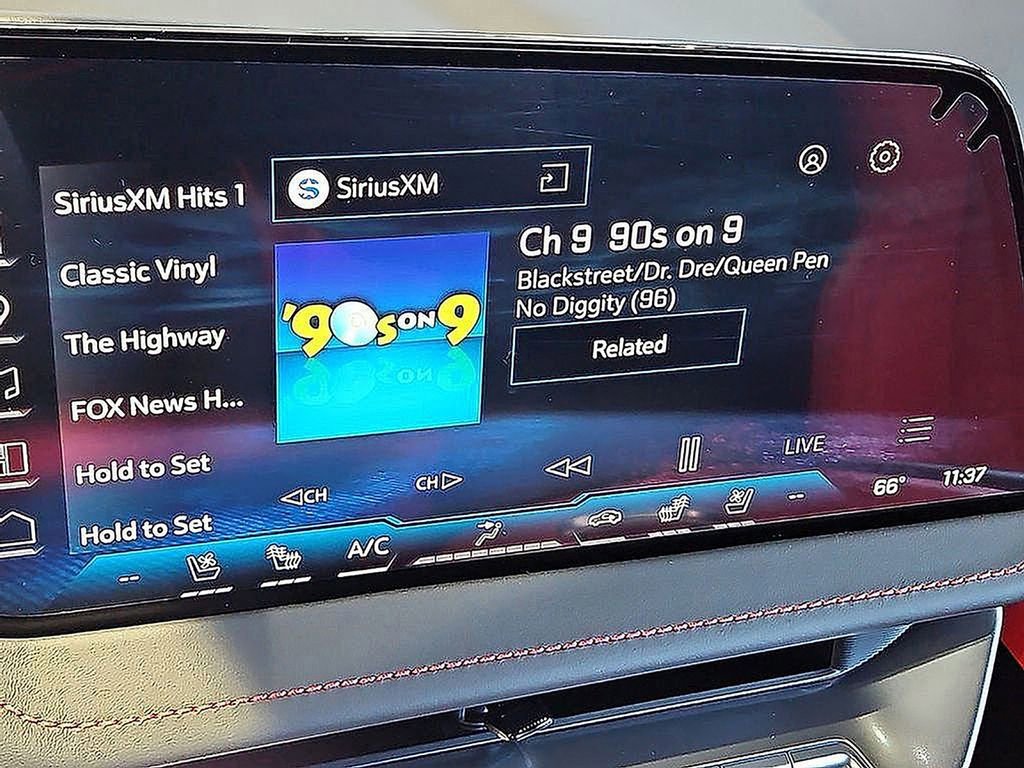 SiriusXM Hits 1
Classic Vinyl
The Highway
FOX News H...
Hold to Set
Hold to Set
SiriusXM
'90s ON 9
Ch 9 90s on 9
Blackstreet/Dr. Dre/Queen Pen
No Diggity (96)
Related
CH
CH
LIVE
--
A/C
--
66°
11:37